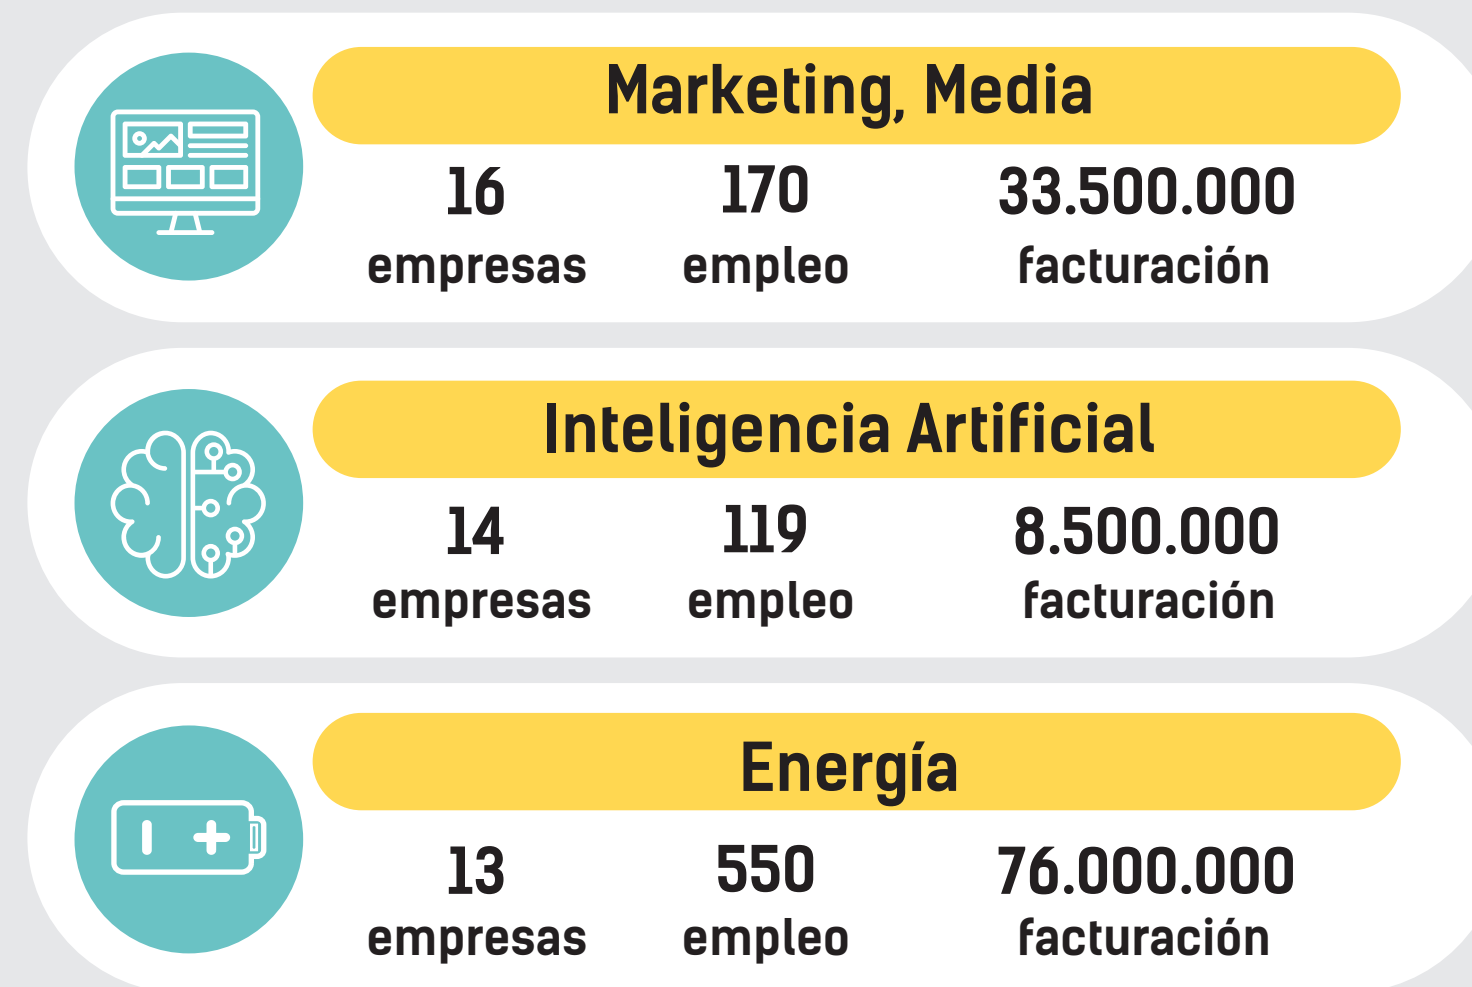 Marketing, Media
16 170 33.500.000
empresas empleo facturación
Inteligencia Artificial
14 119 8.500.000
empresas empleo facturación
Energía
13 550 76.000.000
empresas empleo facturación